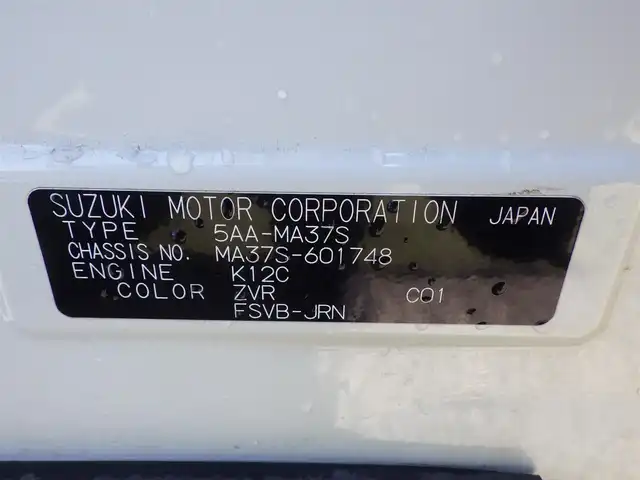 SUZUKI MOTOR CORPORATION JAPAN
TYPE 5AA-MA37S
CHASSIS NO. MA37S-601748
ENGINE K12C
COLOR ZVR C01
FSVB-JRN